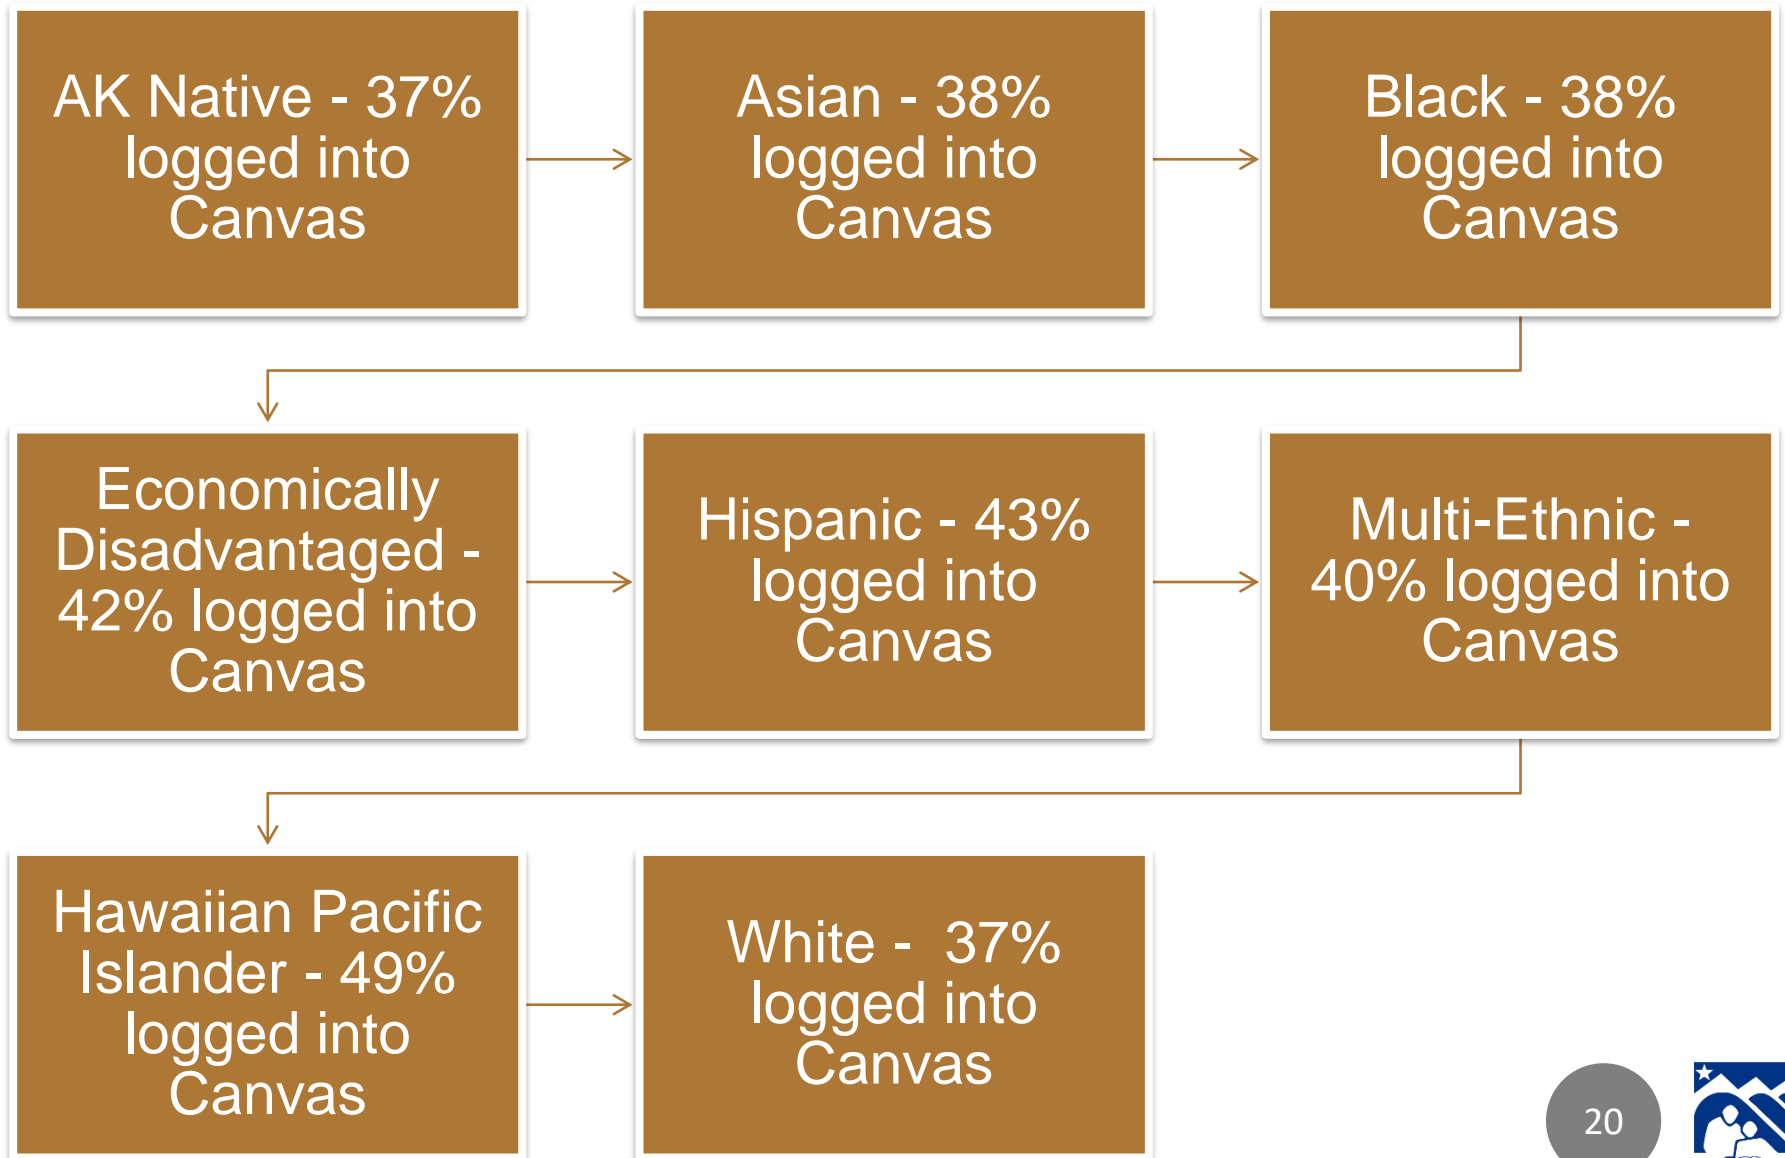 AK Native - 37%
logged into
Canvas
Asian - 38%
logged into
Canvas
Black - 38%
logged into
Canvas
Economically
Disadvantaged -
42% logged into
Canvas
Hispanic - 43%
logged into
Canvas
Multi-Ethnic -
40% logged into
Canvas
Hawaiian Pacific
Islander - 49%
logged into
Canvas
White -  37%
logged into
Canvas
20